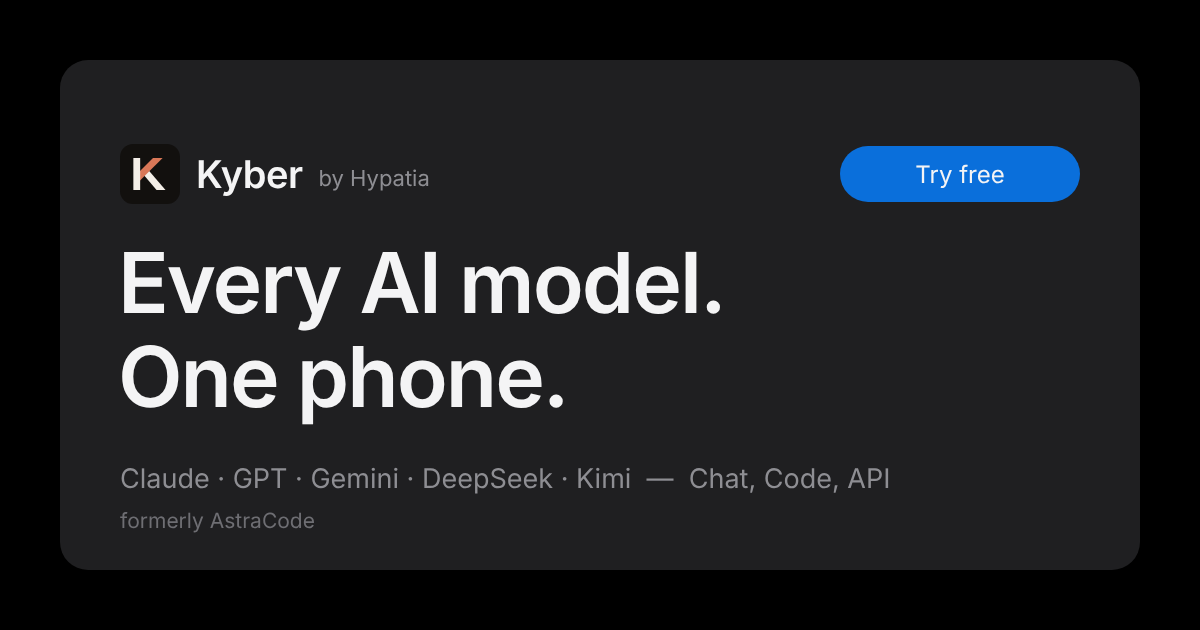 K
Kyber by Hypatia
Try free
Every AI model.
One phone.
Claude · GPT · Gemini · DeepSeek · Kimi — Chat, Code, API
formerly AstraCode